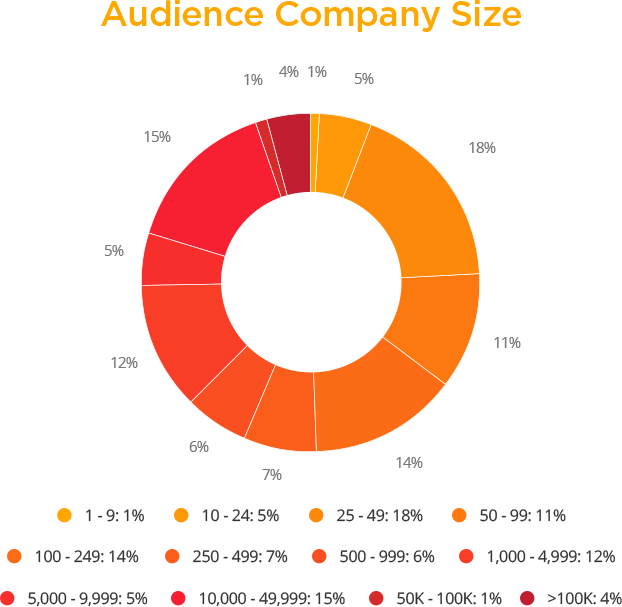 Audience Company Size
1% 4% 1% 5%
15% 18%
5%
11%
12%
6% 14%
7%
1 - 9: 1% 10 - 24: 5% 25 - 49: 18% 50 - 99: 11%
100 - 249: 14% 250 - 499: 7% 500 - 999: 6% 1,000 - 4,999: 12%
5,000 - 9,999: 5% 10,000 - 49,999: 15% 50K - 100K: 1% >100K: 4%